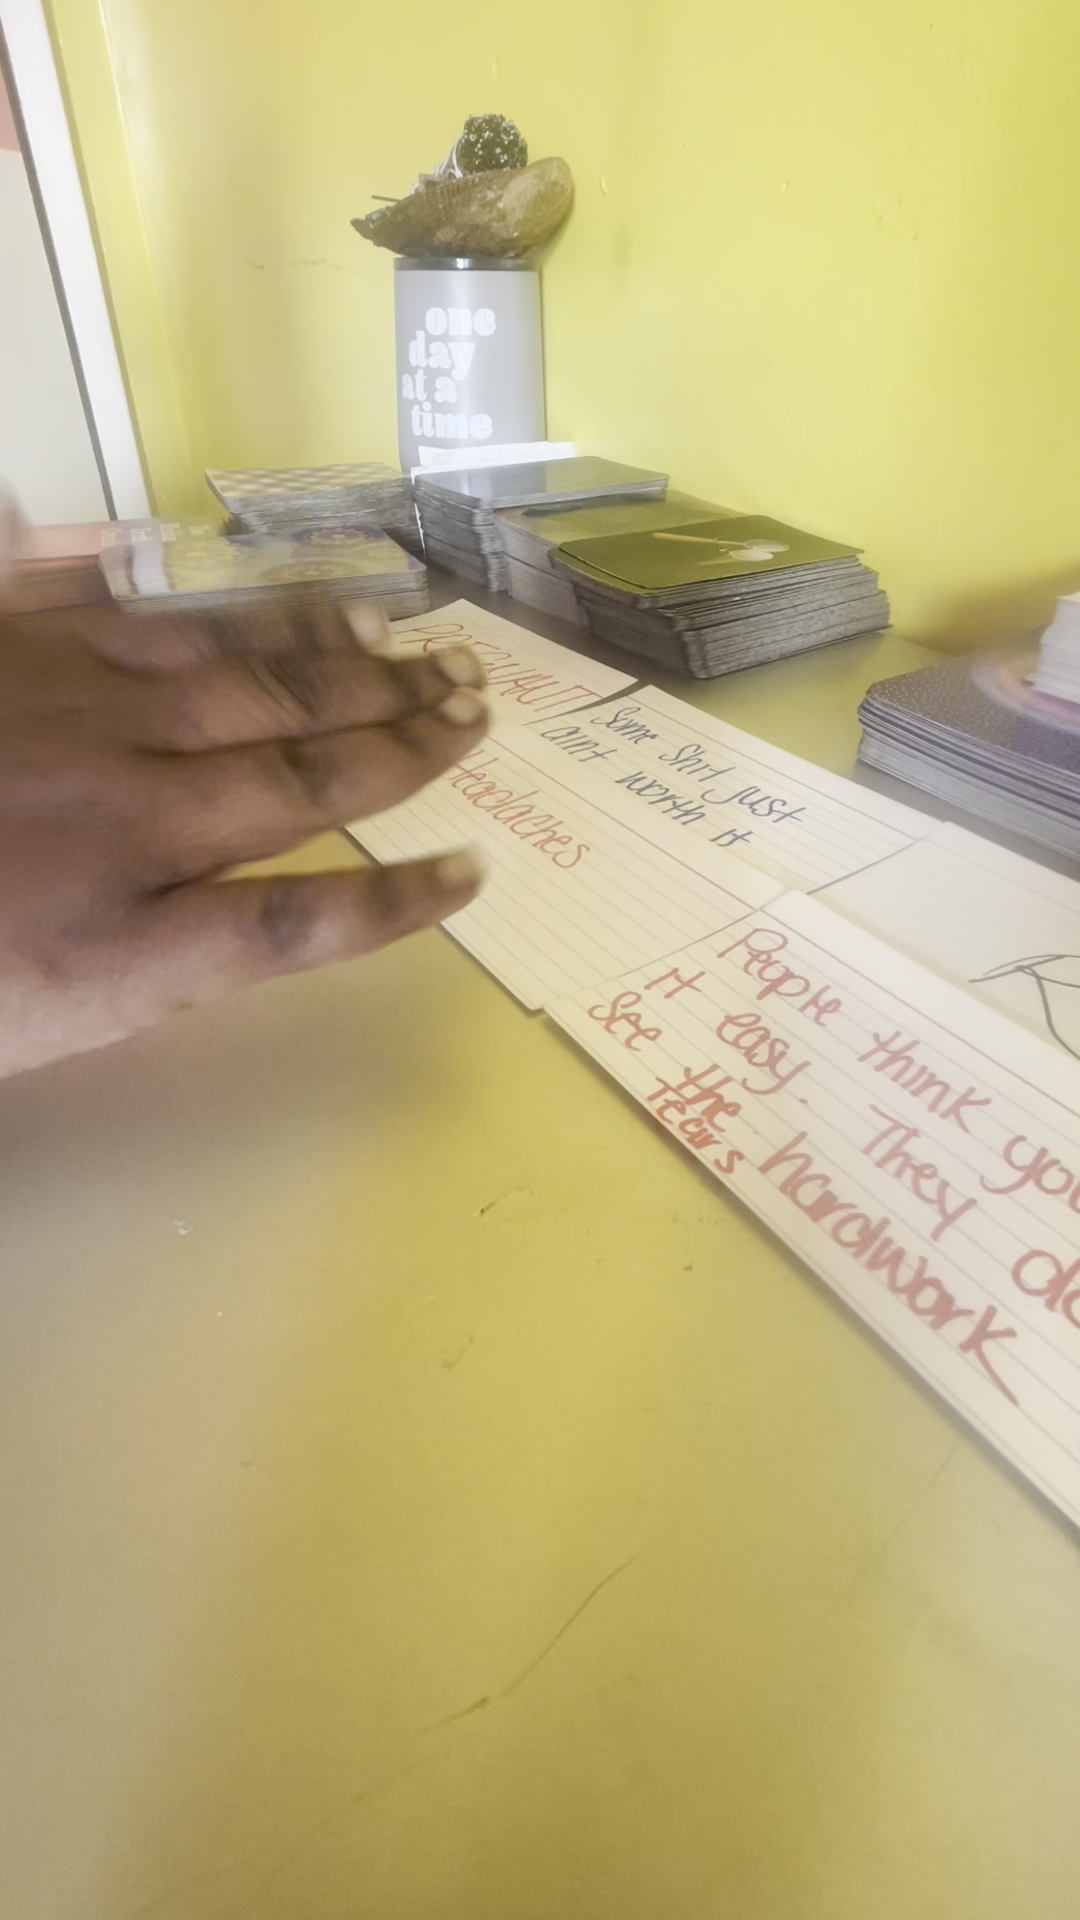 one
day
at a
time
PREGNANT
Headaches
Some Shit just
aint worth it
People think you
it easy. They
See the hardwork
Tears